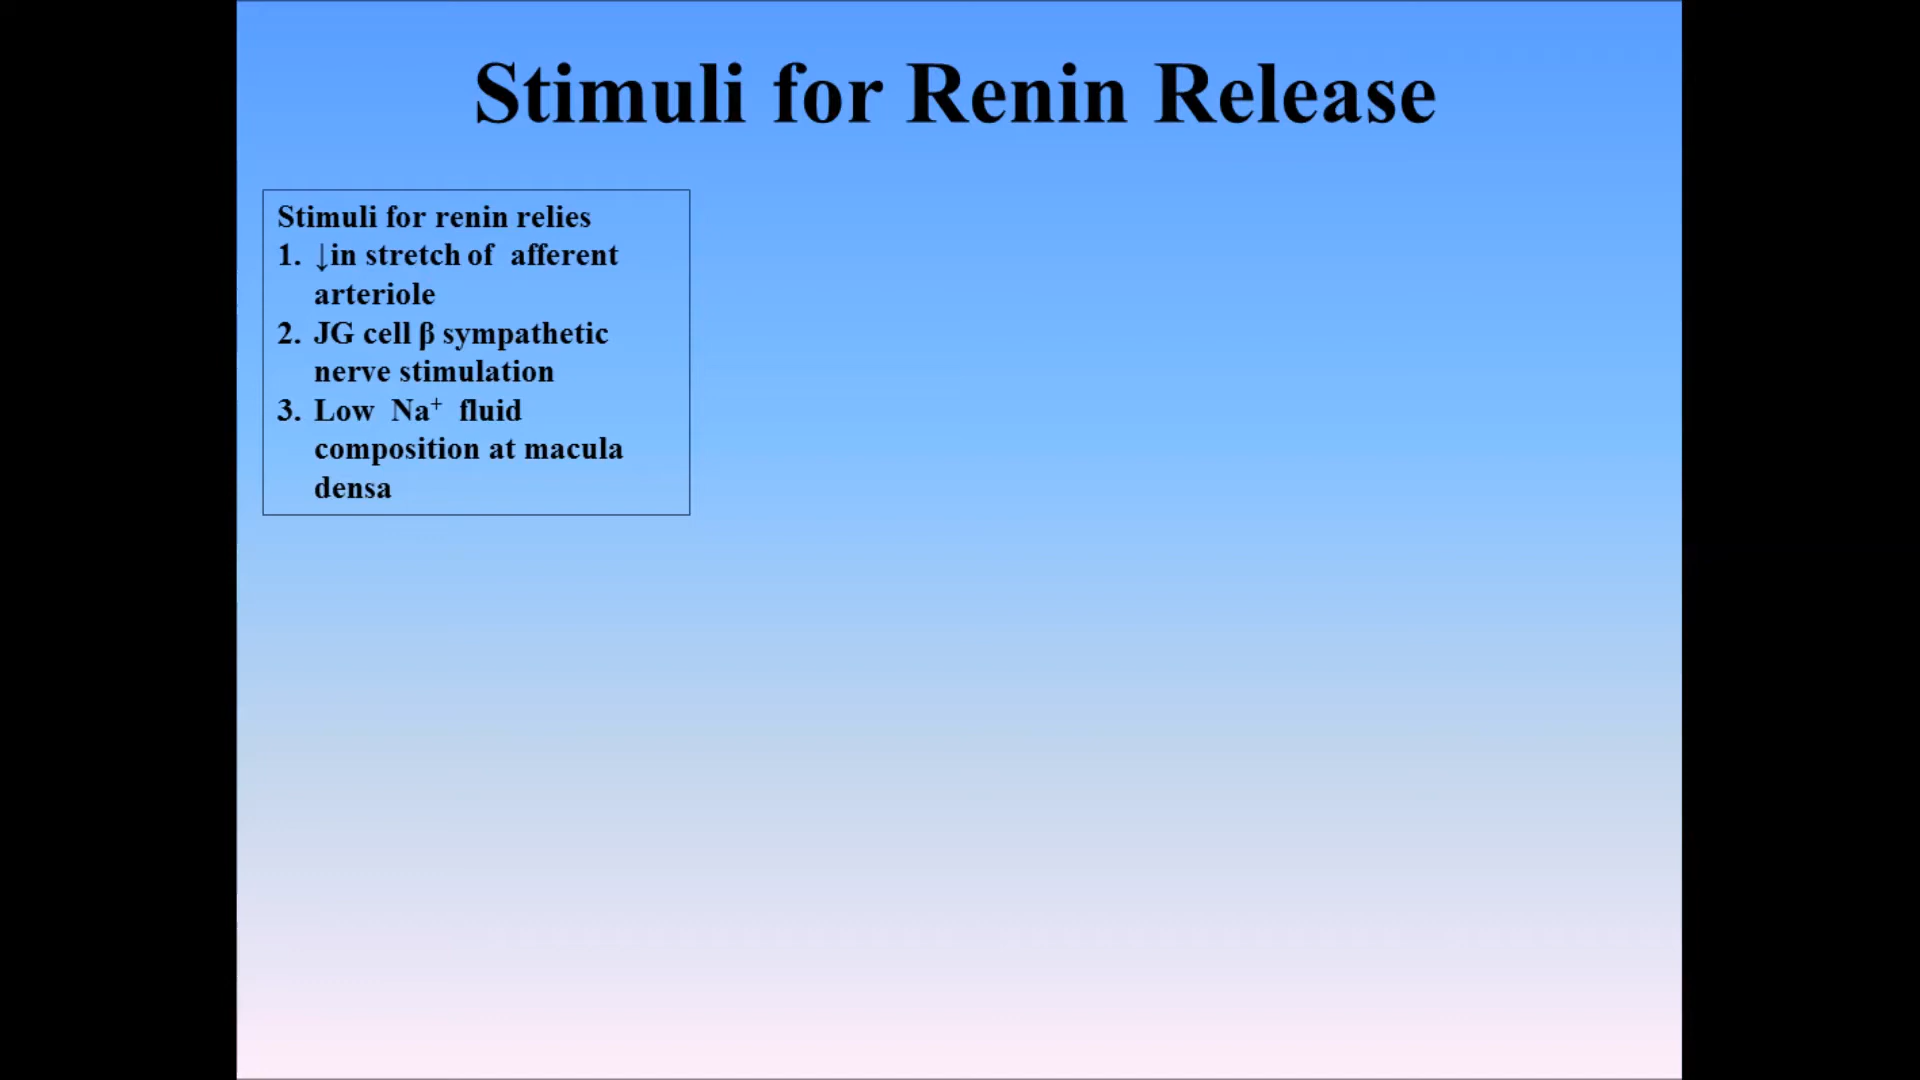 Stimuli for Renin Release
Stimuli for renin relies
1. ↓in stretch of afferent
arteriole
2. JG cell β sympathetic
nerve stimulation
3. Low Na⁺ fluid
composition at macula
densa